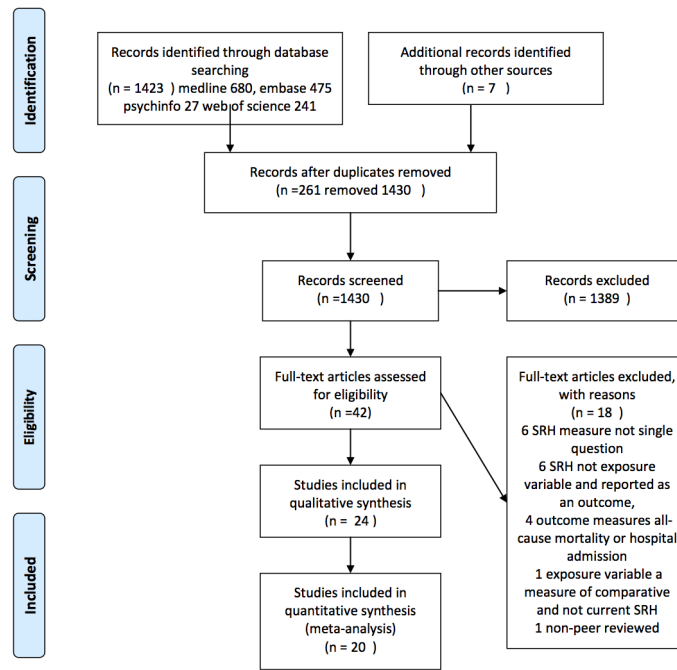 Identification
Records identified through database
searching
(n = 1423 ) medline 680, embase 475
psychinfo 27 web of science 241
Additional records identified
through other sources
(n = 7 )
Records after duplicates removed
(n =261 removed 1430 )
Screening
Records screened
(n =1430 )
Records excluded
(n = 1389 )
Eligibility
Full-text articles assessed
for eligibility
(n =42)
Full-text articles excluded,
with reasons
(n = 18 )
6 SRH measure not single
question
6 SRH not exposure
variable and reported as
an outcome,
4 outcome measures all-
cause mortality or hospital
admission
1 exposure variable a
measure of comparative
and not current SRH
1 non-peer reviewed
Studies included in
qualitative synthesis
(n = 24 )
Included
Studies included in
quantitative synthesis
(meta-analysis)
(n = 20 )